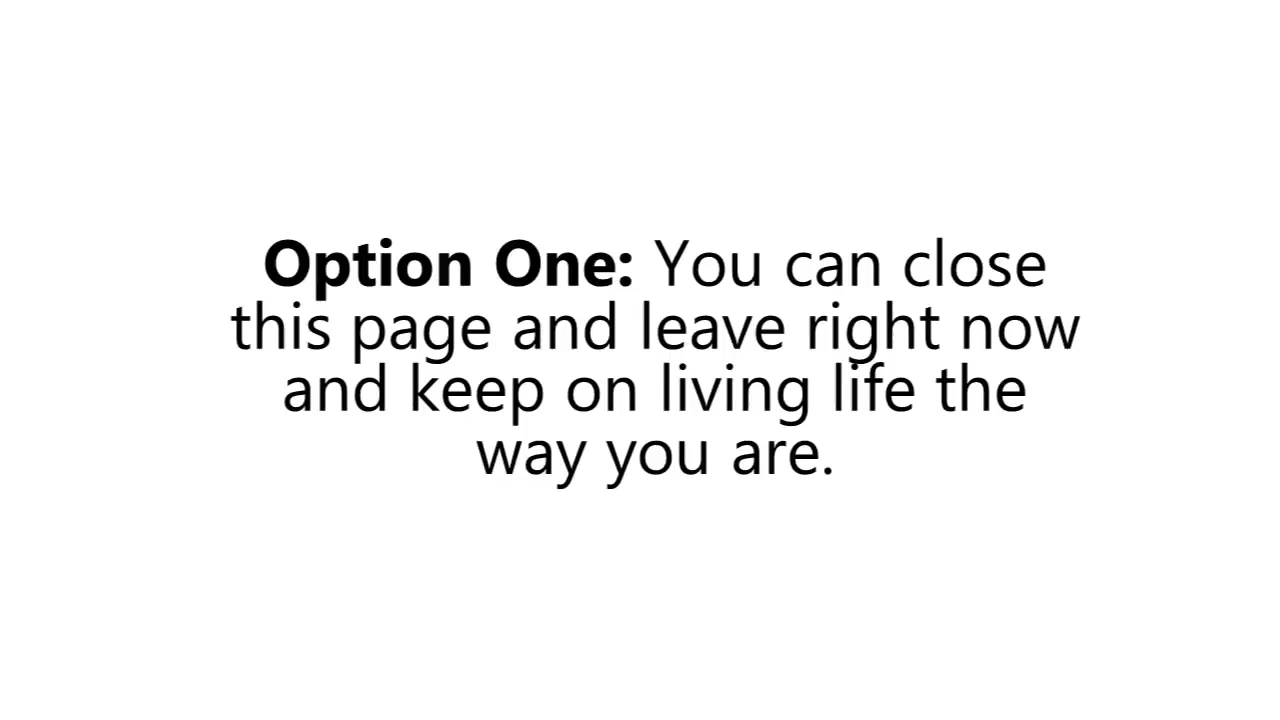 Option One: You can close
this page and leave right now
and keep on living life the
way you are.